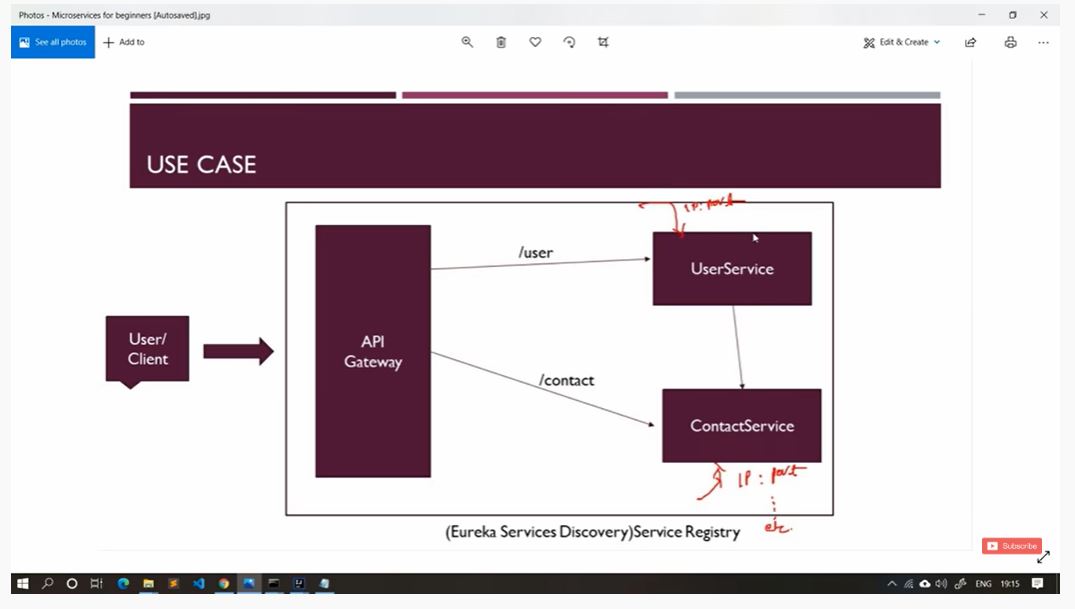 Photos - Microservices for beginners [Autosaved].jpg
See all photos
Add to
Edit & Create
USE CASE
IP: port
/user
UserService
User/
Client
API
Gateway
/contact
ContactService
IP : port
etc.
(Eureka Services Discovery)Service Registry
Subscribe
ENG
19:15